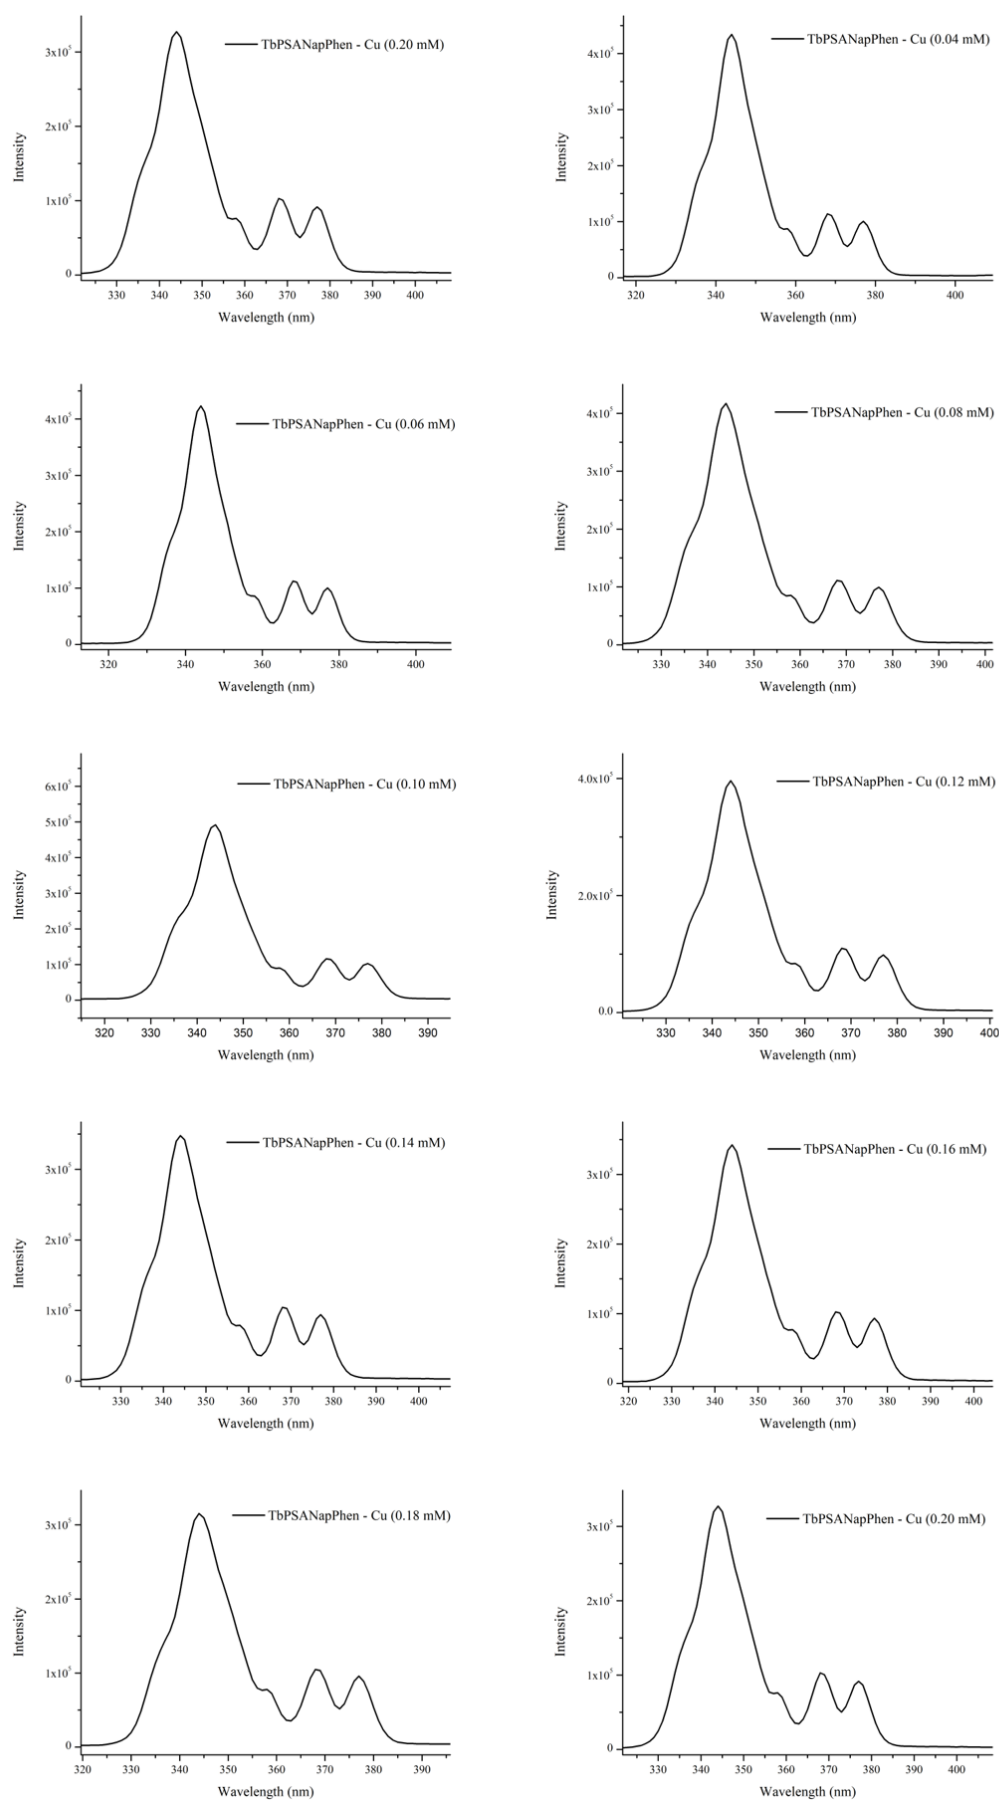 TbPSANapPhen - Cu (0.20 mM)
3x10⁵
2x10⁵
1x10⁵
0
Intensity
330 340 350 360 370 380 390 400
Wavelength (nm)
TbPSANapPhen - Cu (0.04 mM)
4x10⁵
3x10⁵
2x10⁵
1x10⁵
0
Intensity
320 340 360 380 400
Wavelength (nm)
TbPSANapPhen - Cu (0.06 mM)
4x10⁵
3x10⁵
2x10⁵
1x10⁵
0
Intensity
320 340 360 380 400
Wavelength (nm)
TbPSANapPhen - Cu (0.08 mM)
4x10⁵
3x10⁵
2x10⁵
1x10⁵
0
Intensity
330 340 350 360 370 380 390 400
Wavelength (nm)
TbPSANapPhen - Cu (0.10 mM)
6x10⁵
5x10⁵
4x10⁵
3x10⁵
2x10⁵
1x10⁵
0
Intensity
320 330 340 350 360 370 380 390
Wavelength (nm)
TbPSANapPhen - Cu (0.12 mM)
4.0x10⁵
2.0x10⁵
0.0
Intensity
330 340 350 360 370 380 390 400
Wavelength (nm)
TbPSANapPhen - Cu (0.14 mM)
3x10⁵
2x10⁵
1x10⁵
0
Intensity
330 340 350 360 370 380 390 400
Wavelength (nm)
TbPSANapPhen - Cu (0.16 mM)
3x10⁵
2x10⁵
1x10⁵
0
Intensity
320 330 340 350 360 370 380 390 400
Wavelength (nm)
TbPSANapPhen - Cu (0.18 mM)
3x10⁵
2x10⁵
1x10⁵
0
Intensity
320 330 340 350 360 370 380 390
Wavelength (nm)
TbPSANapPhen - Cu (0.20 mM)
3x10⁵
2x10⁵
1x10⁵
0
Intensity
330 340 350 360 370 380 390 400
Wavelength (nm)